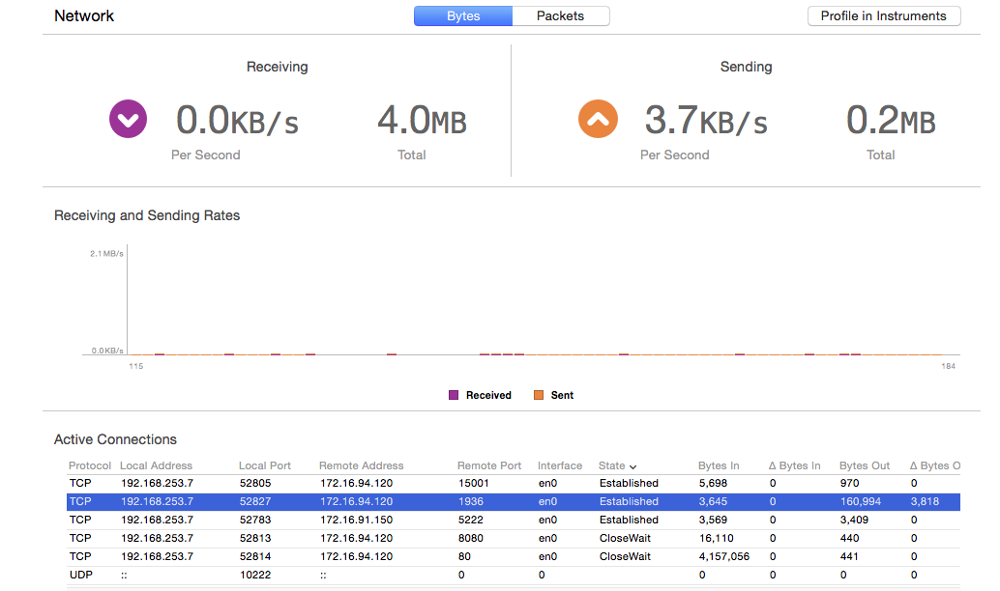 Network Bytes Packets Profile in Instruments
Receiving Sending
0.0KB/s 4.0MB 3.7KB/s 0.2MB
Per Second Total Per Second Total
Receiving and Sending Rates
2.1MB/s
0.0KB/s
115 184
Received Sent
Active Connections
Protocol Local Address Local Port Remote Address Remote Port Interface State Bytes In Δ Bytes In Bytes Out Δ Bytes O
TCP 192.168.253.7 52805 172.16.94.120 15001 en0 Established 5,698 0 970 0
TCP 192.168.253.7 52827 172.16.94.120 1936 en0 Established 3,645 0 160,994 3,818
TCP 192.168.253.7 52783 172.16.91.150 5222 en0 Established 3,569 0 3,409 0
TCP 192.168.253.7 52813 172.16.94.120 8080 en0 CloseWait 16,110 0 440 0
TCP 192.168.253.7 52814 172.16.94.120 80 en0 CloseWait 4,157,056 0 441 0
UDP :: 10222 :: 0 0 0 0 0 0